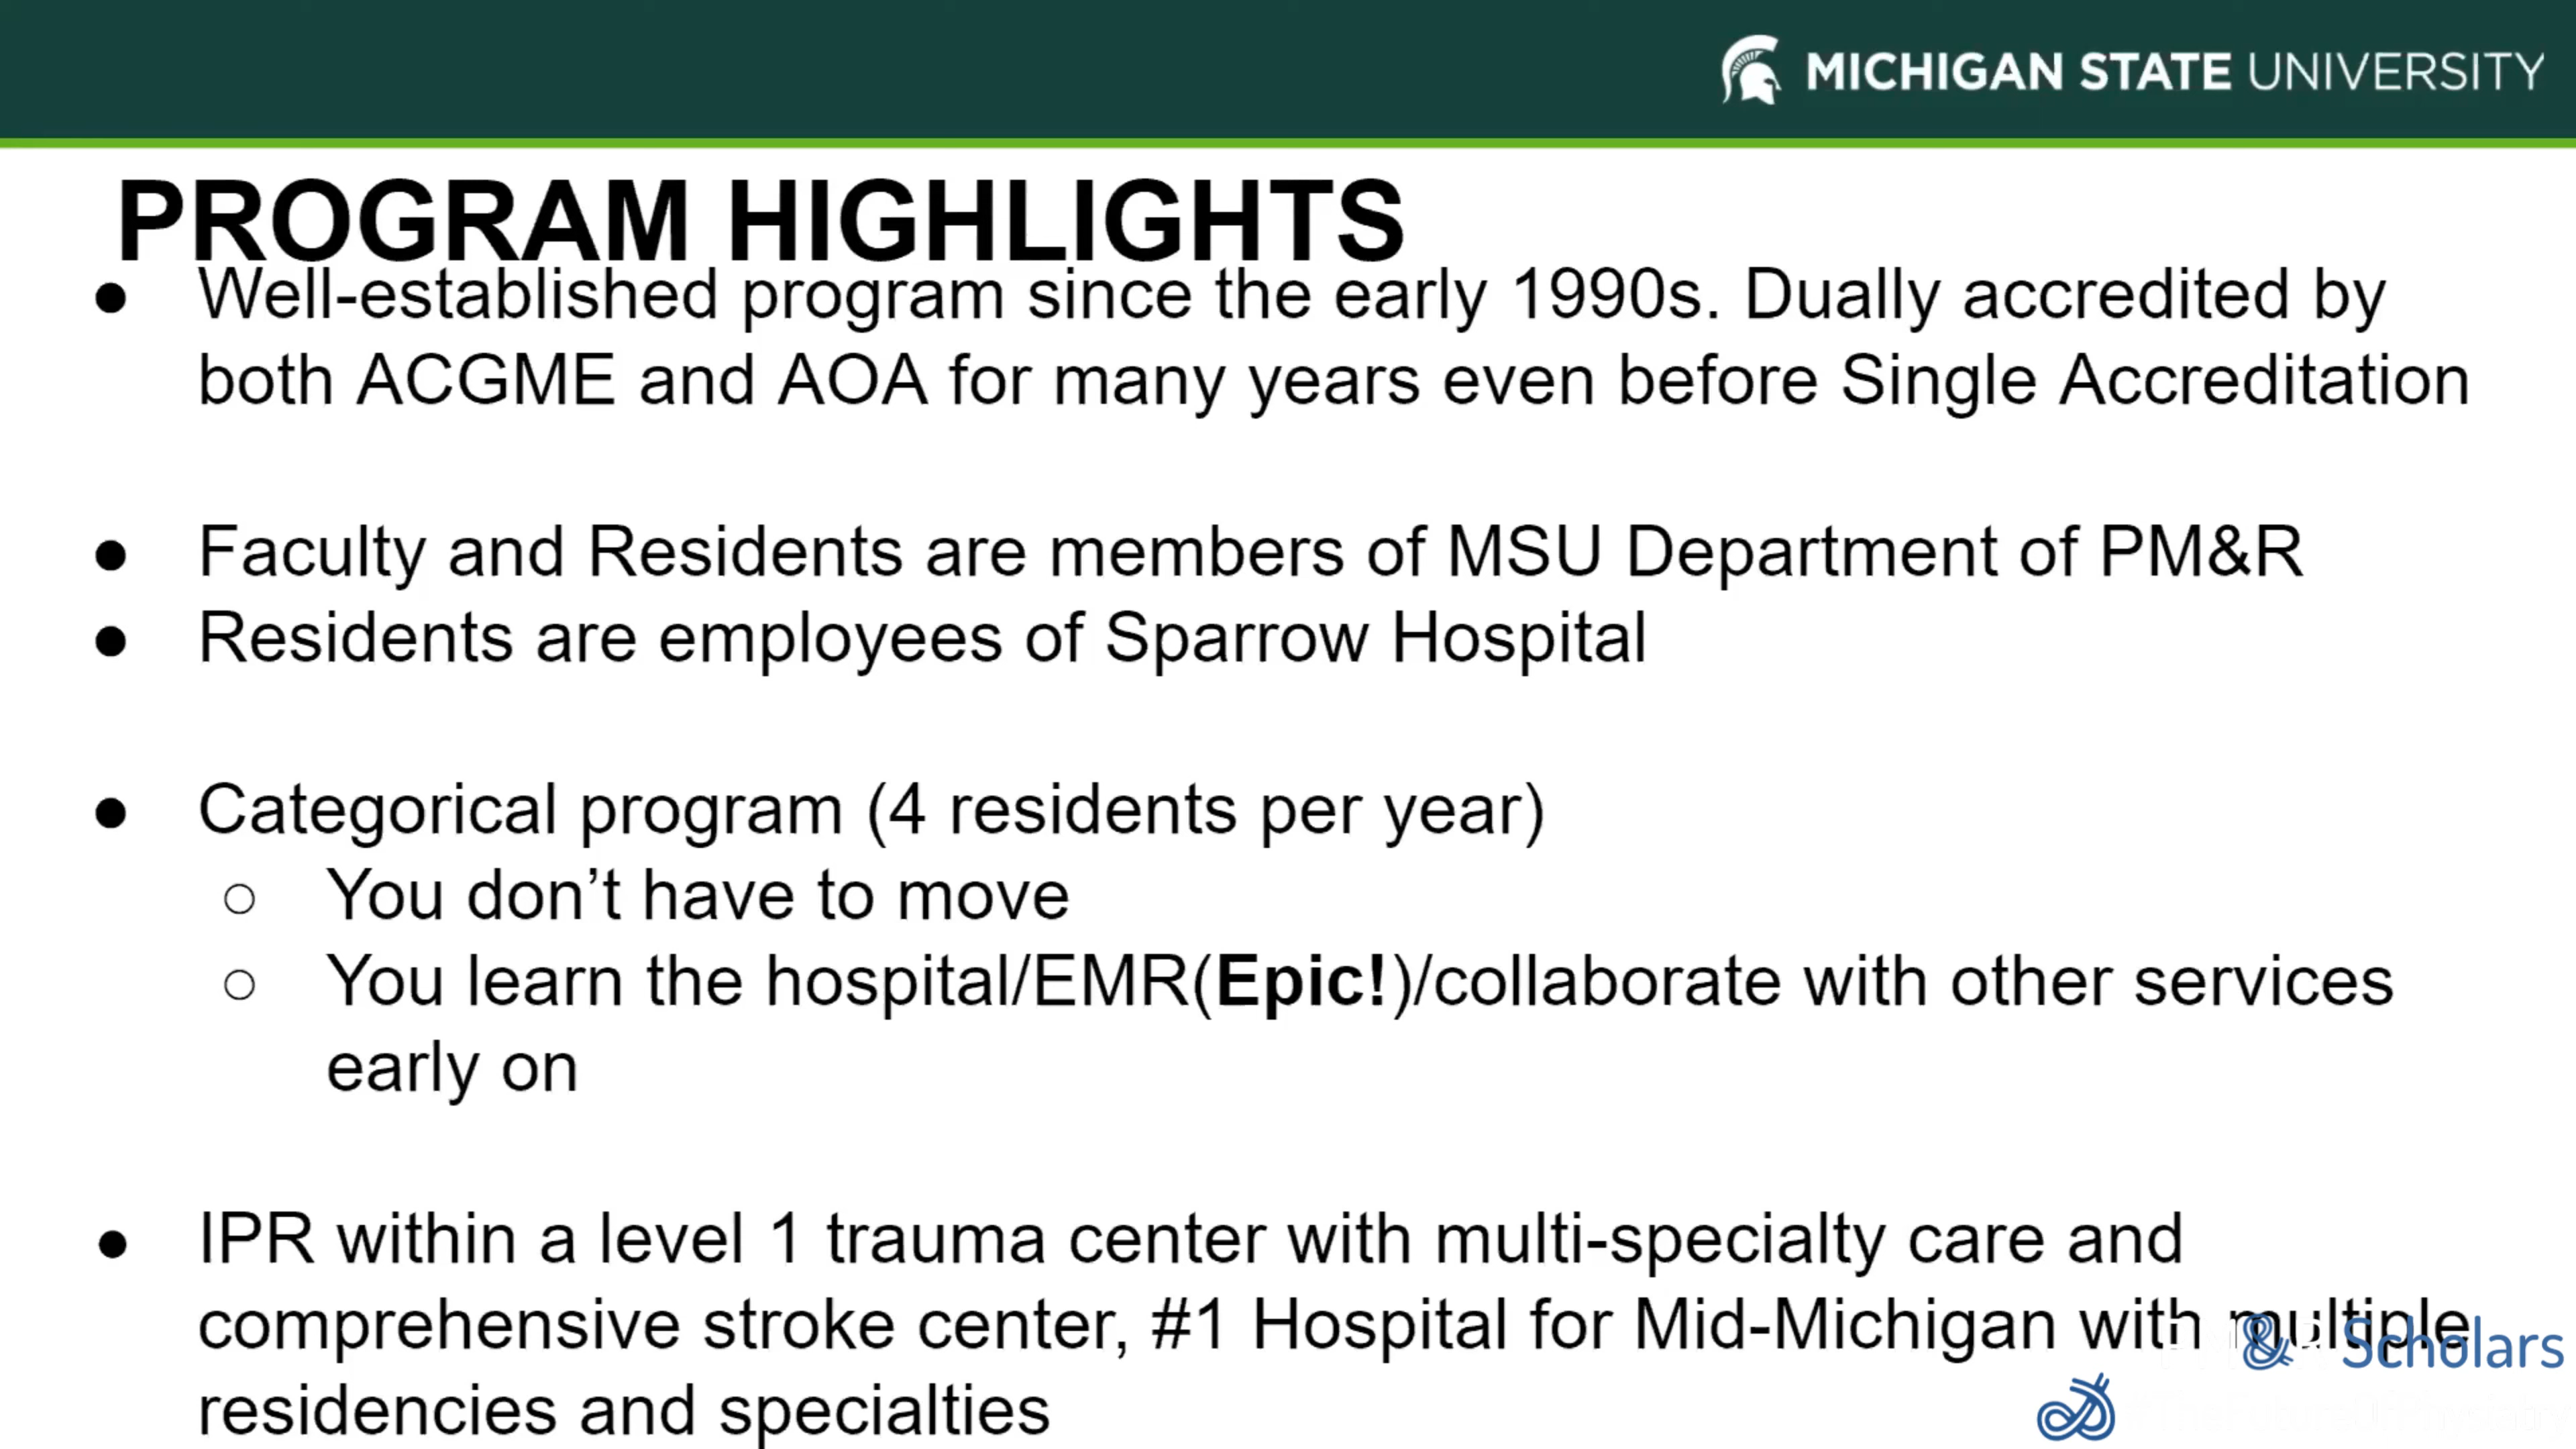 MICHIGAN STATE UNIVERSITY
PROGRAM HIGHLIGHTS
● Well-established program since the early 1990s. Dually accredited by
both ACGME and AOA for many years even before Single Accreditation
● Faculty and Residents are members of MSU Department of PM&R
● Residents are employees of Sparrow Hospital
● Categorical program (4 residents per year)
○ You don’t have to move
○ You learn the hospital/EMR(Epic!)/collaborate with other services
early on
● IPR within a level 1 trauma center with multi-specialty care and
comprehensive stroke center, #1 Hospital for Mid-Michigan with multiple
residencies and specialties
& Scholars